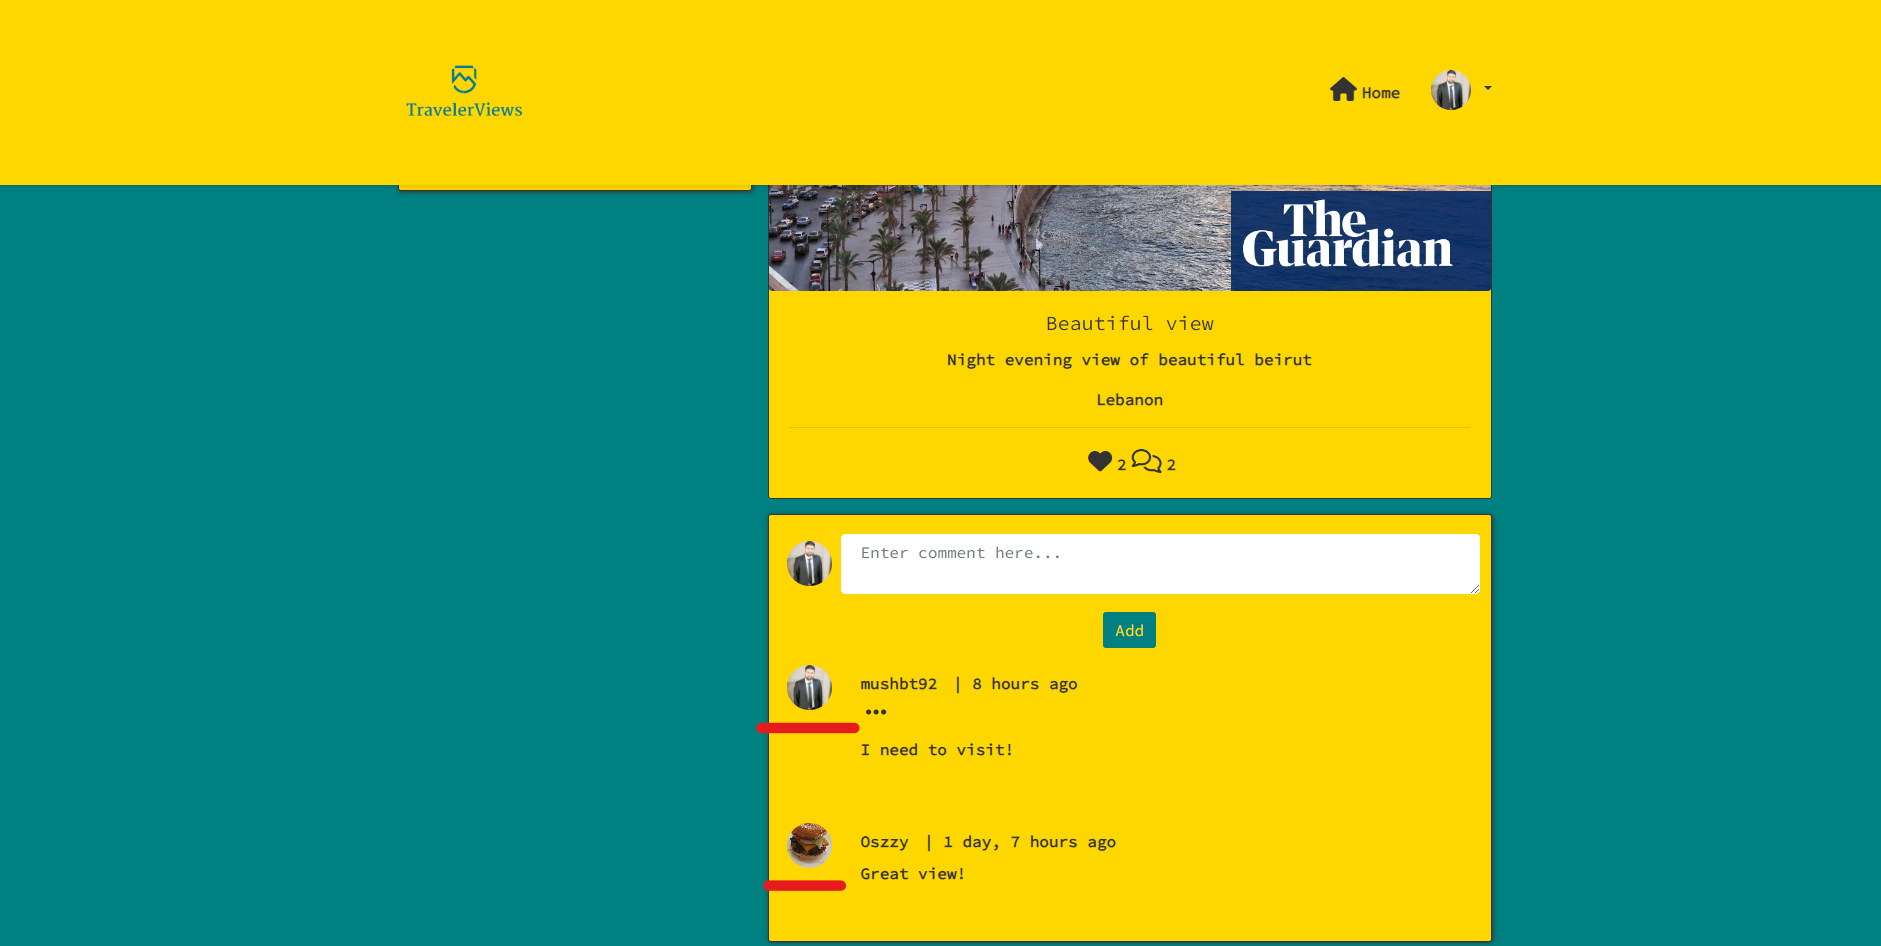 TravelerViews
Home
The
Guardian
Beautiful view
Night evening view of beautiful beirut
Lebanon
2 2
Enter comment here...
Add
mushbt92 | 8 hours ago
•••
I need to visit!
Oszzy | 1 day, 7 hours ago
Great view!